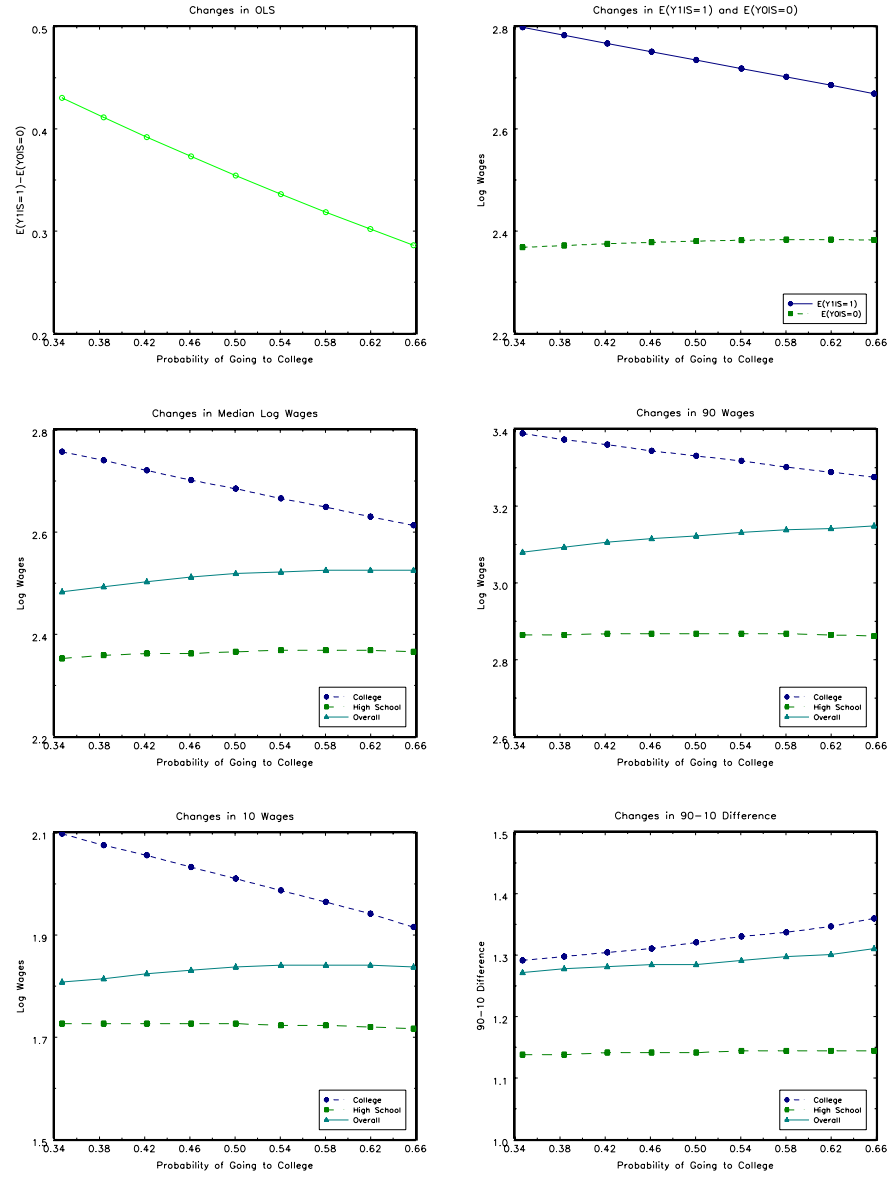 Changes in OLS
E(Y1IS=1)-E(Y0IS=0)
0.5
0.4
0.3
0.2
0.34 0.38 0.42 0.46 0.50 0.54 0.58 0.62 0.66
Probability of Going to College
Changes in E(Y1IS=1) and E(Y0IS=0)
Log Wages
2.8
2.6
2.4
2.2
E(Y1IS=1)
E(Y0IS=0)
0.34 0.38 0.42 0.46 0.50 0.54 0.58 0.62 0.66
Probability of Going to College
Changes in Median Log Wages
Log Wages
2.8
2.6
2.4
2.2
College
High School
Overall
0.34 0.38 0.42 0.46 0.50 0.54 0.58 0.62 0.66
Probability of Going to College
Changes in 90 Wages
Log Wages
3.4
3.2
3.0
2.8
2.6
College
High School
Overall
0.34 0.38 0.42 0.46 0.50 0.54 0.58 0.62 0.66
Probability of Going to College
Changes in 10 Wages
Log Wages
2.1
1.9
1.7
1.5
College
High School
Overall
0.34 0.38 0.42 0.46 0.50 0.54 0.58 0.62 0.66
Probability of Going to College
Changes in 90-10 Difference
90-10 Difference
1.5
1.4
1.3
1.2
1.1
1.0
College
High School
Overall
0.34 0.38 0.42 0.46 0.50 0.54 0.58 0.62 0.66
Probability of Going to College